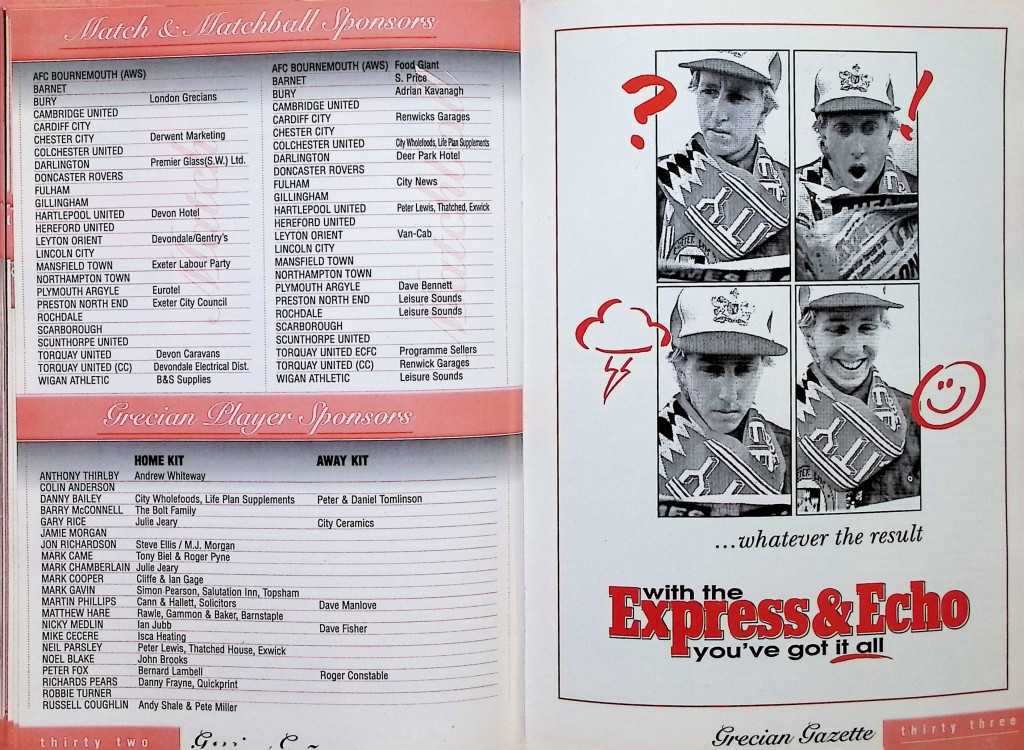 Match & Matchball Sponsors
AFC BOURNEMOUTH (AWS)
BARNET
BURY London Grecians
CAMBRIDGE UNITED
CARDIFF CITY
CHESTER CITY Derwent Marketing
COLCHESTER UNITED
DARLINGTON Premier Glass(S.W.) Ltd.
DONCASTER ROVERS
FULHAM
GILLINGHAM
HARTLEPOOL UNITED Devon Hotel
HEREFORD UNITED
LEYTON ORIENT Devondale/Gentry's
LINCOLN CITY
MANSFIELD TOWN Exeter Labour Party
NORTHAMPTON TOWN
PLYMOUTH ARGYLE Eurotel
PRESTON NORTH END Exeter City Council
ROCHDALE
SCARBOROUGH
SCUNTHORPE UNITED
TORQUAY UNITED Devon Caravans
TORQUAY UNITED (CC) Devondale Electrical Dist.
WIGAN ATHLETIC B&S Supplies
AFC BOURNEMOUTH (AWS) Food Giant
BARNET S. Price
BURY Adrian Kavanagh
CAMBRIDGE UNITED
CARDIFF CITY Renwicks Garages
CHESTER CITY
COLCHESTER UNITED City Wholefoods, Life Plan Supplements
DARLINGTON Deer Park Hotel
DONCASTER ROVERS
FULHAM City News
GILLINGHAM
HARTLEPOOL UNITED Peter Lewis, Thatched, Exwick
HEREFORD UNITED
LEYTON ORIENT Van-Cab
LINCOLN CITY
MANSFIELD TOWN
NORTHAMPTON TOWN
PLYMOUTH ARGYLE Dave Bennett
PRESTON NORTH END Leisure Sounds
ROCHDALE Leisure Sounds
SCARBOROUGH
SCUNTHORPE UNITED
TORQUAY UNITED ECFC Programme Sellers
TORQUAY UNITED (CC) Renwick Garages
WIGAN ATHLETIC Leisure Sounds
Grecian Player Sponsors
HOME KIT AWAY KIT
ANTHONY THIRLBY Andrew Whiteway
COLIN ANDERSON
DANNY BAILEY City Wholefoods, Life Plan Supplements Peter & Daniel Tomlinson
BARRY McCONNELL The Bolt Family
GARY RICE Julie Jeary City Ceramics
JAMIE MORGAN
JON RICHARDSON Steve Ellis / M.J. Morgan
MARK CAME Tony Biel & Roger Pyne
MARK CHAMBERLAIN Julie Jeary
MARK COOPER Cliffe & Ian Gage
MARK GAVIN Simon Pearson, Salutation Inn, Topsham
MARTIN PHILLIPS Cann & Hallett, Solicitors Dave Manlove
MATTHEW HARE Rawle, Gammon & Baker, Barnstaple
NICKY MEDLIN Ian Jubb Dave Fisher
MIKE CECERE Isca Heating
NEIL PARSLEY Peter Lewis, Thatched House, Exwick
NOEL BLAKE John Brooks
PETER FOX Bernard Lambell Roger Constable
RICHARDS PEARS Danny Frayne, Quickprint
ROBBIE TURNER
RUSSELL COUGHLIN Andy Shale & Pete Miller
thirty two
? !
...whatever the result
with the
Express & Echo
you've got it all
Grecian Gazette thirty three